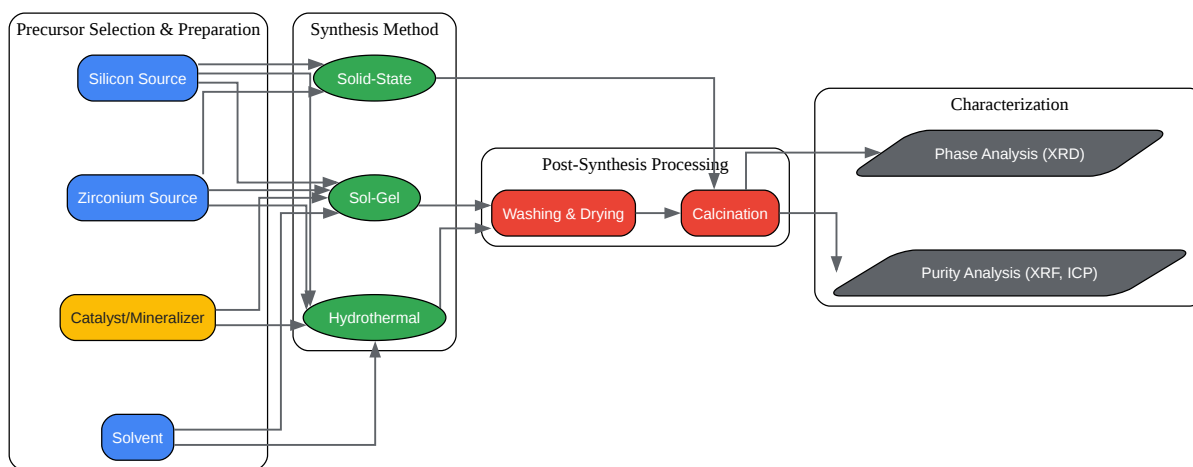 Precursor Selection & Preparation
Silicon Source
Zirconium Source
Catalyst/Mineralizer
Solvent
Synthesis Method
Solid-State
Sol-Gel
Hydrothermal
Post-Synthesis Processing
Washing & Drying
Calcination
Characterization
Phase Analysis (XRD)
Purity Analysis (XRF, ICP)